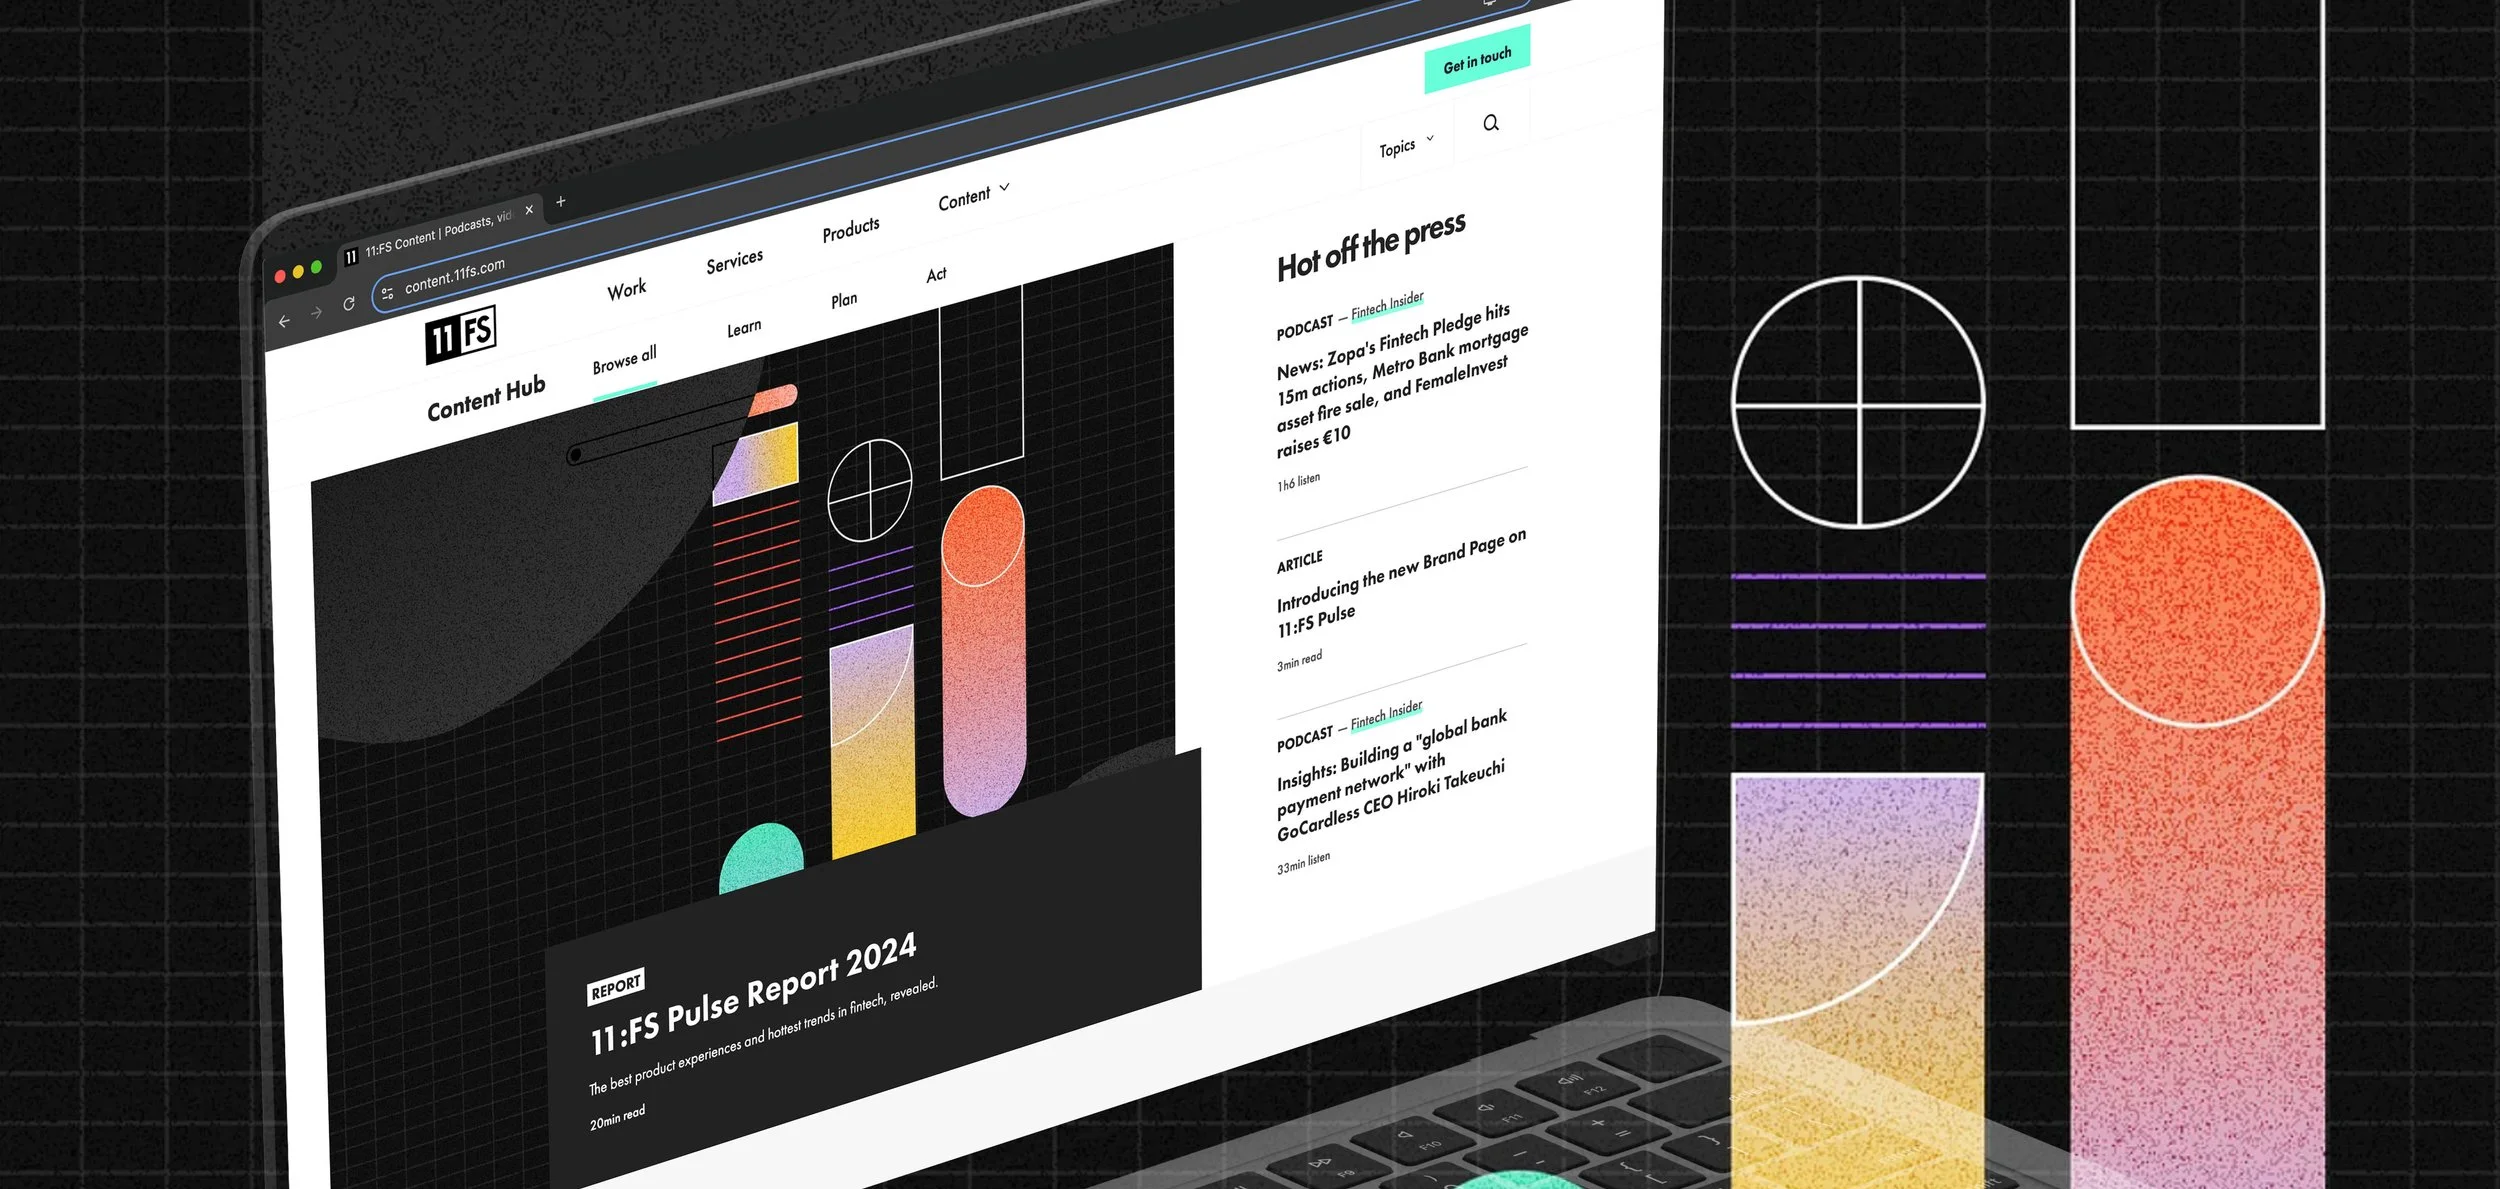 11 11:FS Content | Podcasts, vid
content.11fs.com
Get in touch
11 FS
Work
Services
Products
Content
Content Hub
Browse all
Learn
Plan
Act
Topics
REPORT
11:FS Pulse Report 2024
The best product experiences and hottest trends in fintech, revealed.
20min read
Hot off the press
PODCAST — Fintech Insider
News: Zopa's Fintech Pledge hits
15m actions, Metro Bank mortgage
asset fire sale, and FemaleInvest
raises €10
1h6 listen
ARTICLE
Introducing the new Brand Page on
11:FS Pulse
3min read
PODCAST — Fintech Insider
Insights: Building a "global bank
payment network" with
GoCardless CEO Hiroki Takeuchi
33min listen
F9
F10
F11
F12